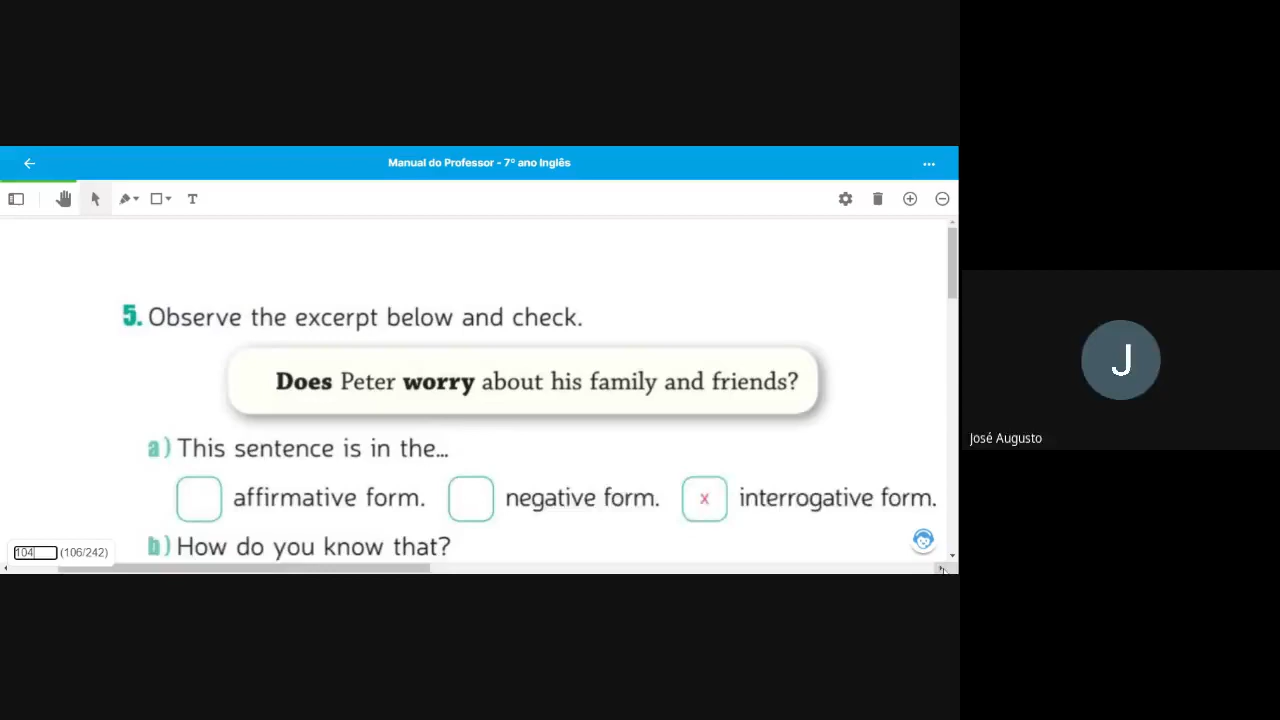 Manual do Professor - 7º ano Inglês
T
5. Observe the excerpt below and check.
Does Peter worry about his family and friends?
a) This sentence is in the...
affirmative form. negative form. x interrogative form.
b) How do you know that?
104 (106/242)
J
José Augusto